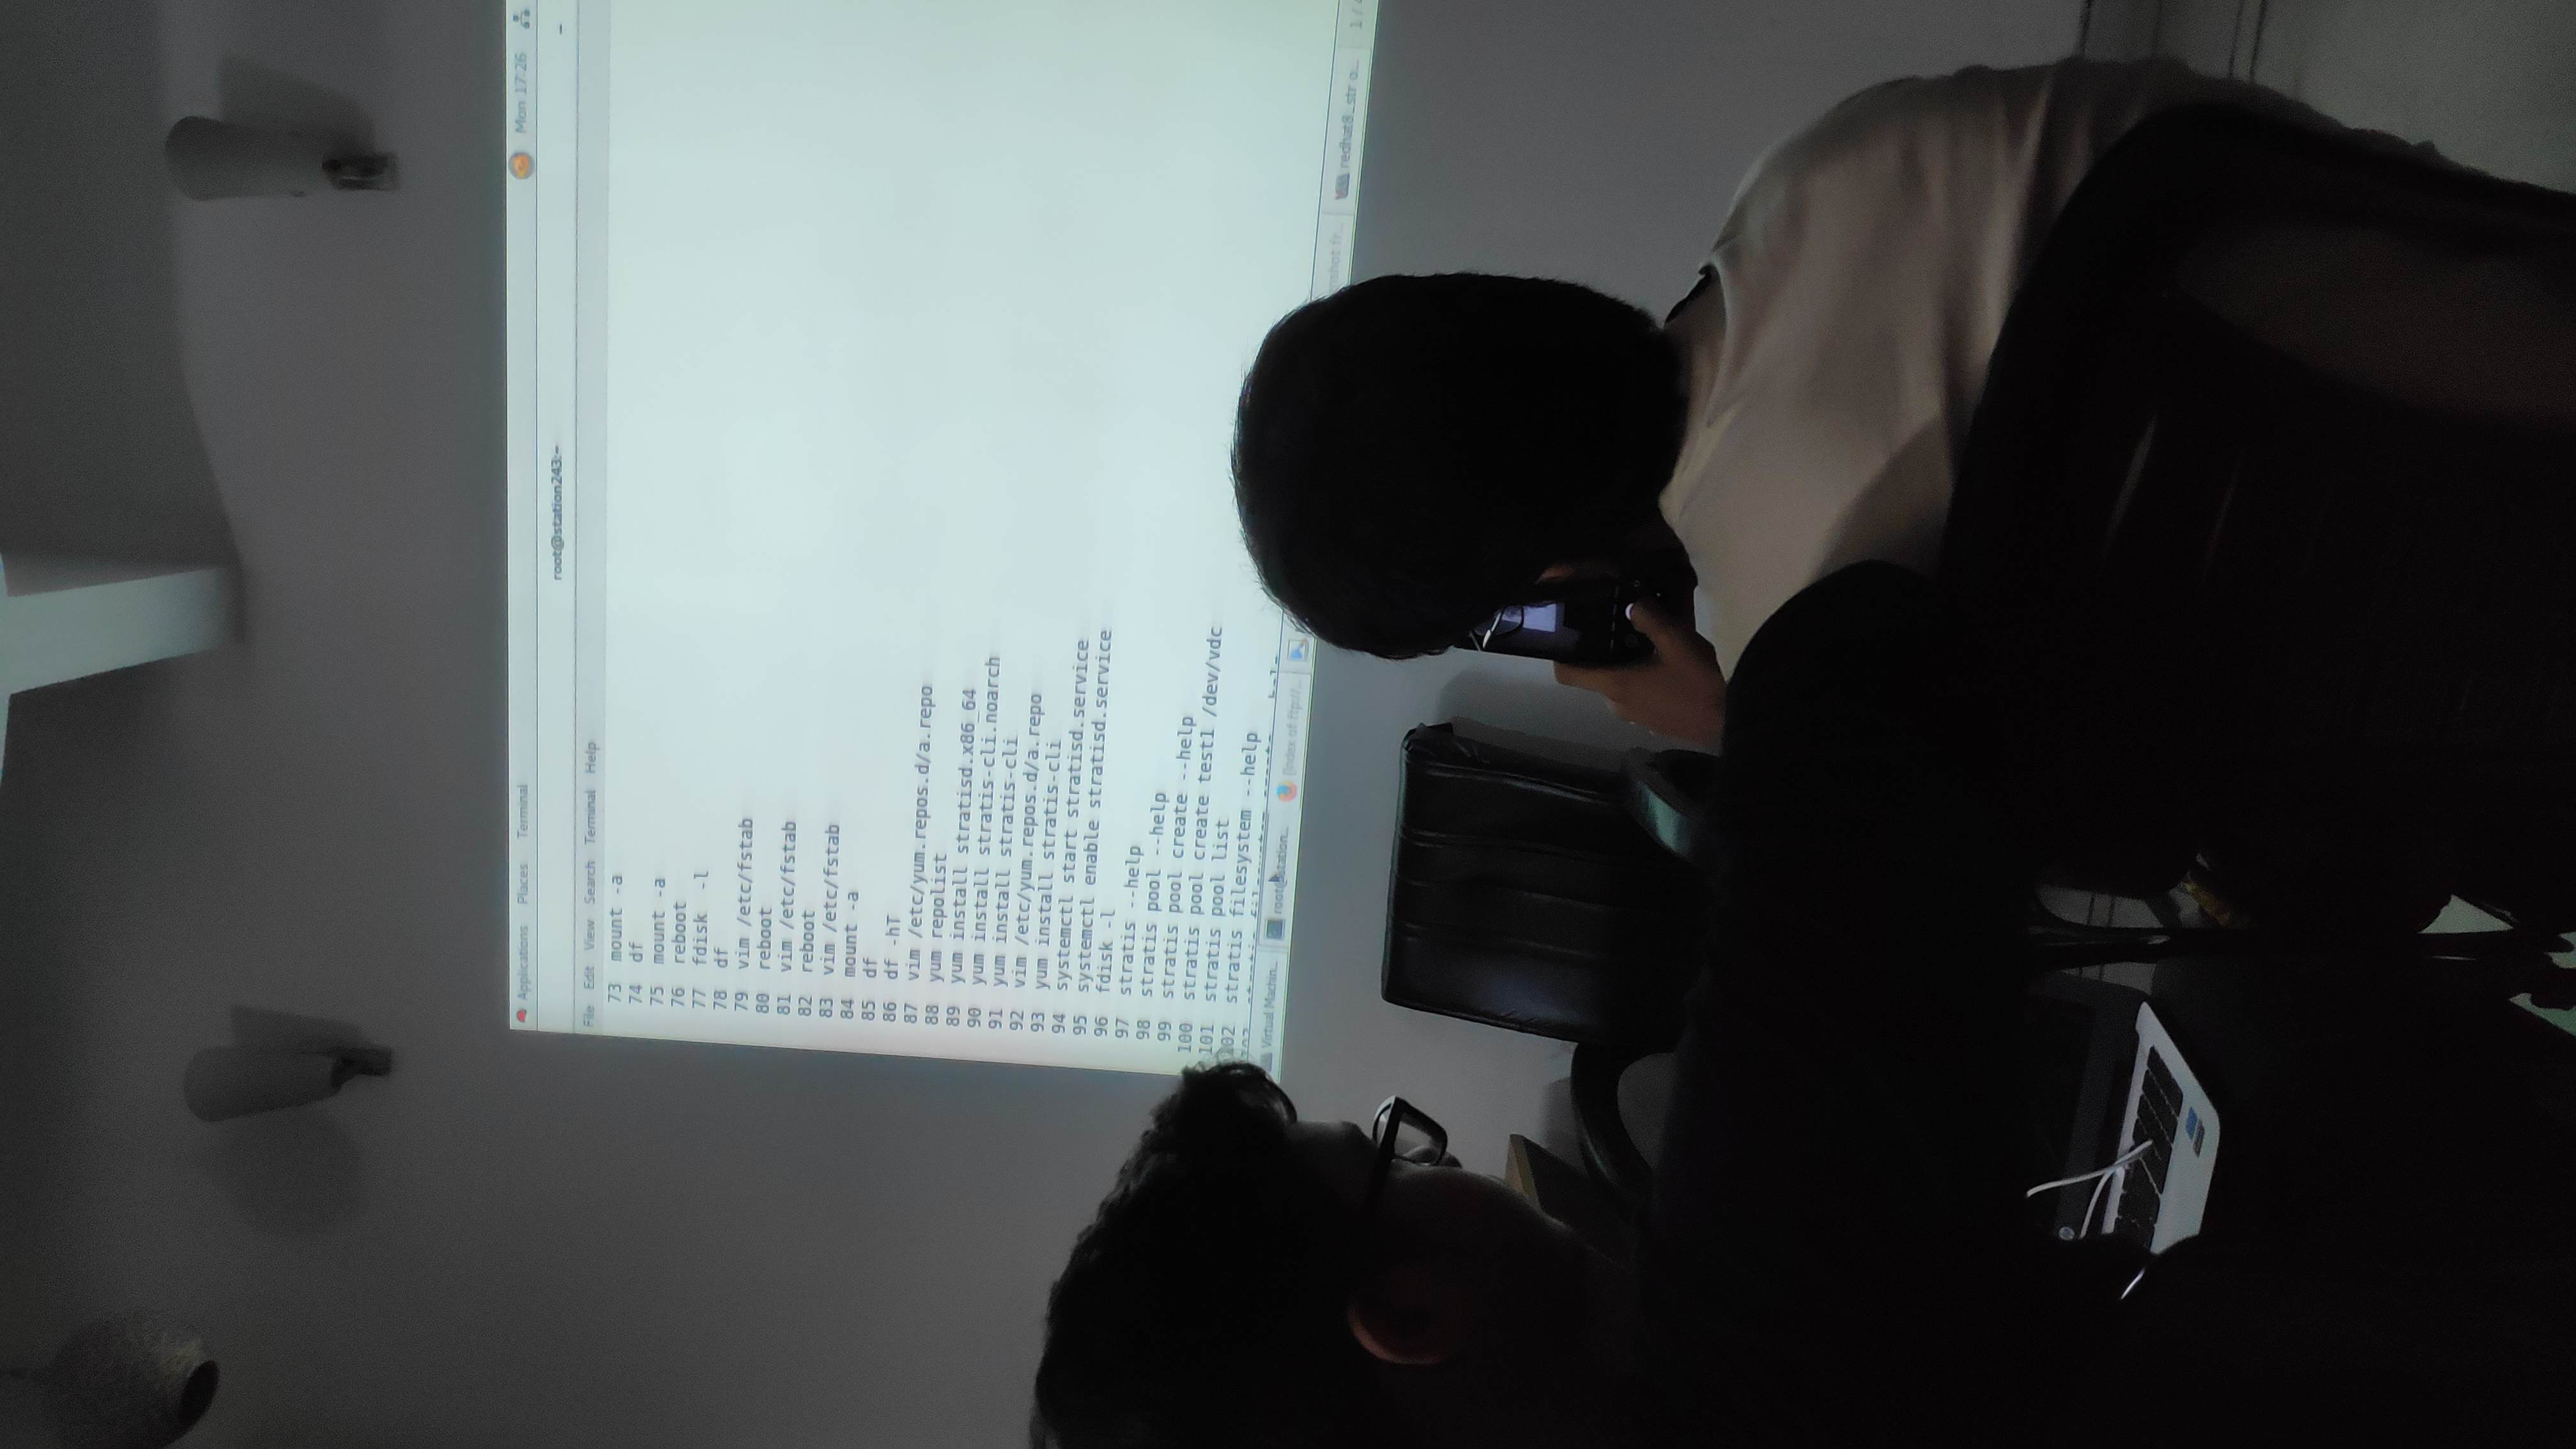 Applications Places Terminal Mon 17:26
root@station243:~
File Edit View Search Terminal Help
73 mount -a
74 df
75 mount -a
76 reboot
77 fdisk  -l
78 df
79 vim /etc/fstab
80 reboot
81 vim /etc/fstab
82 reboot
83 vim /etc/fstab
84 mount -a
85 df
86 df -hT
87 vim /etc/yum.repos.d/a.repo
88 yum repolist
89 yum install stratisd.x86_64
90 yum install stratis-cli.noarch
91 yum install stratis-cli
92 vim /etc/yum.repos.d/a.repo
93 yum install stratis-cli
94 systemctl start stratisd.service
95 systemctl enable stratisd.service
96 fdisk -l
97 stratis --help
98 stratis pool --help
99 stratis pool create --help
100 stratis pool create test1 /dev/vdc
101 stratis pool list
102 stratis filesystem --help
Virtual Machin... root@station... [Index of ftp://... redhat8_str o...